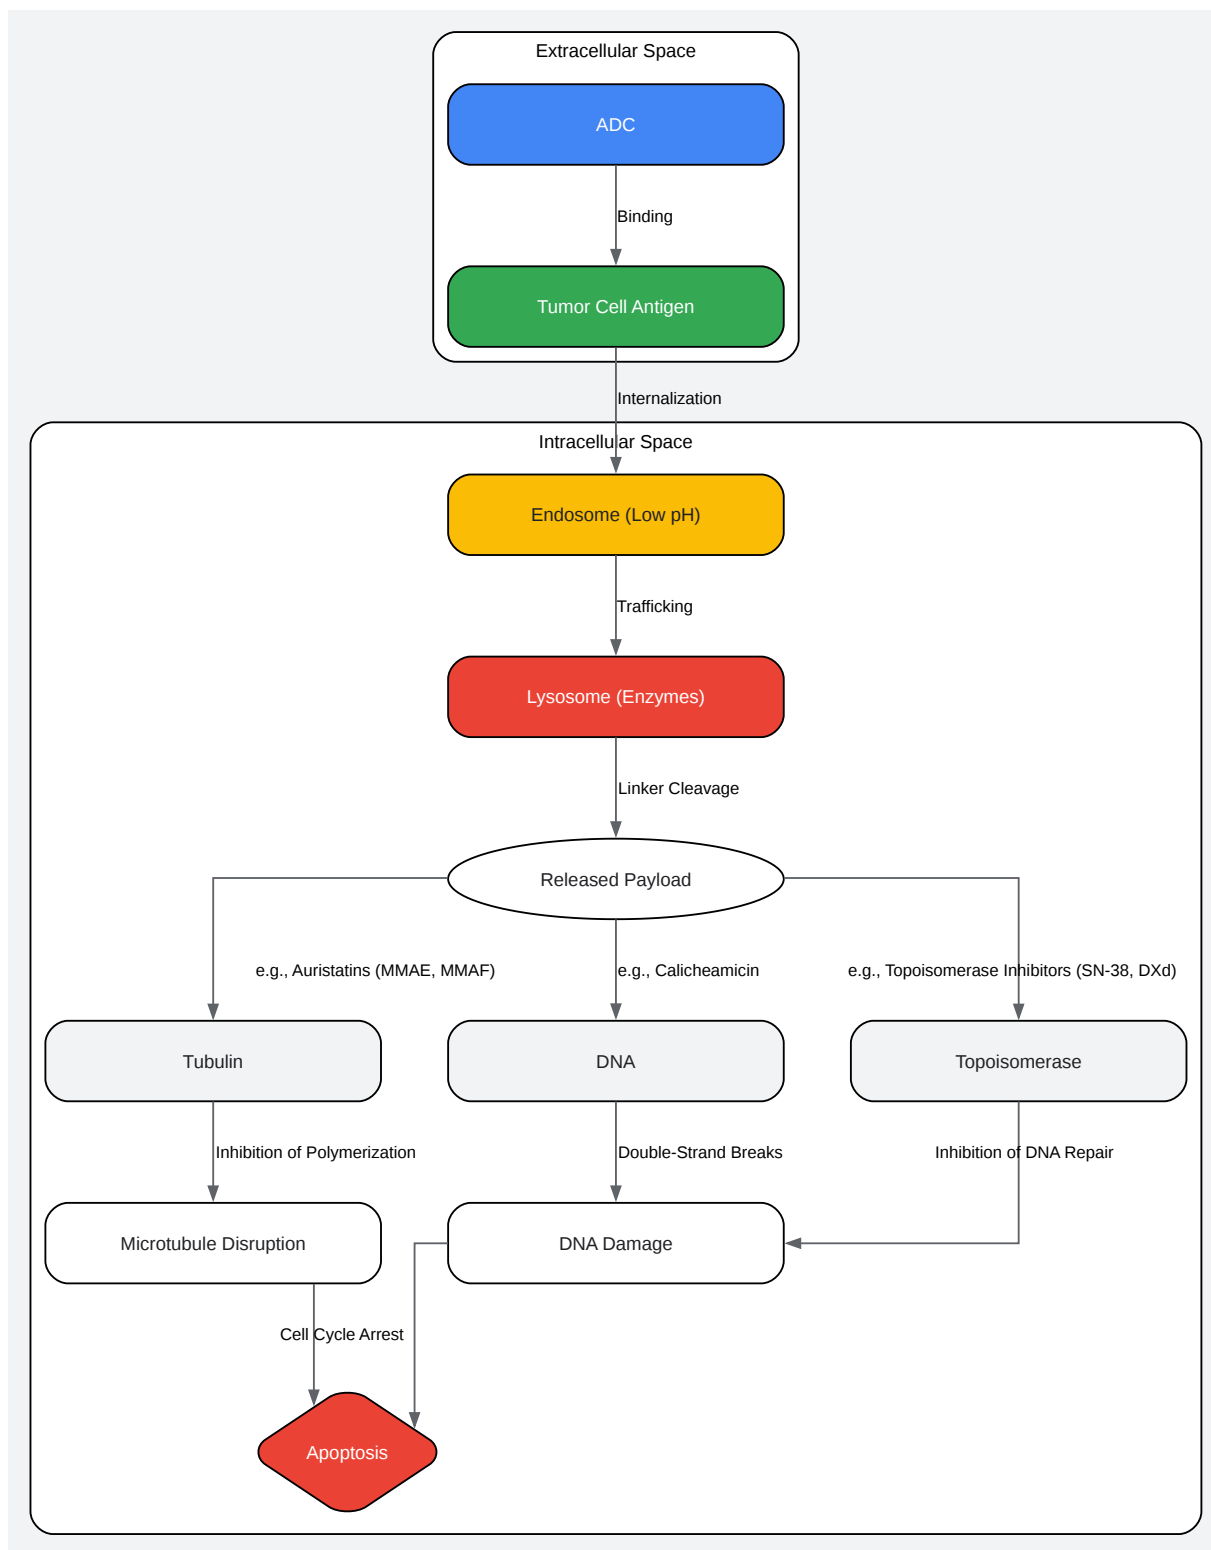 Extracellular Space
ADC
Binding
Tumor Cell Antigen
Internalization
Intracellular Space
Endosome (Low pH)
Trafficking
Lysosome (Enzymes)
Linker Cleavage
Released Payload
e.g., Auristatins (MMAE, MMAF)
e.g., Calicheamicin
e.g., Topoisomerase Inhibitors (SN-38, DXd)
Tubulin
DNA
Topoisomerase
Inhibition of Polymerization
Double-Strand Breaks
Inhibition of DNA Repair
Microtubule Disruption
DNA Damage
Cell Cycle Arrest
Apoptosis